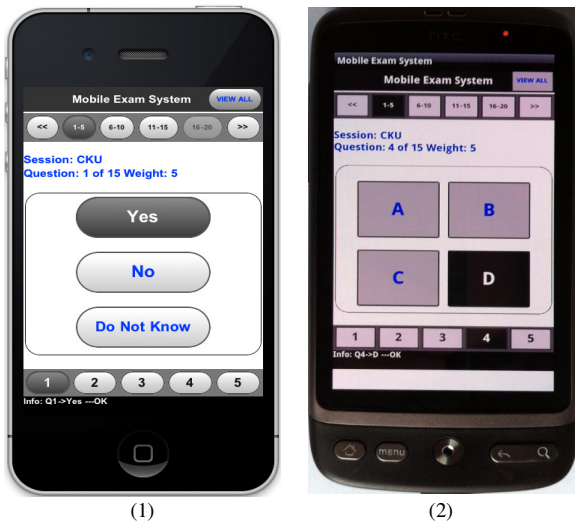 Mobile Exam System
VIEW ALL
<< 1-5 6-10 11-15 16-20 >>
Session: CKU
Question: 1 of 15 Weight: 5
Yes
No
Do Not Know
1 2 3 4 5
Info: Q1->Yes ---OK
(1)
hTC
Mobile Exam System
Mobile Exam System
VIEW ALL
<< 1-5 6-10 11-15 16-20 >>
Session: CKU
Question: 4 of 15 Weight: 5
A B
C D
1 2 3 4 5
Info: Q4->D ---OK
menu
(2)